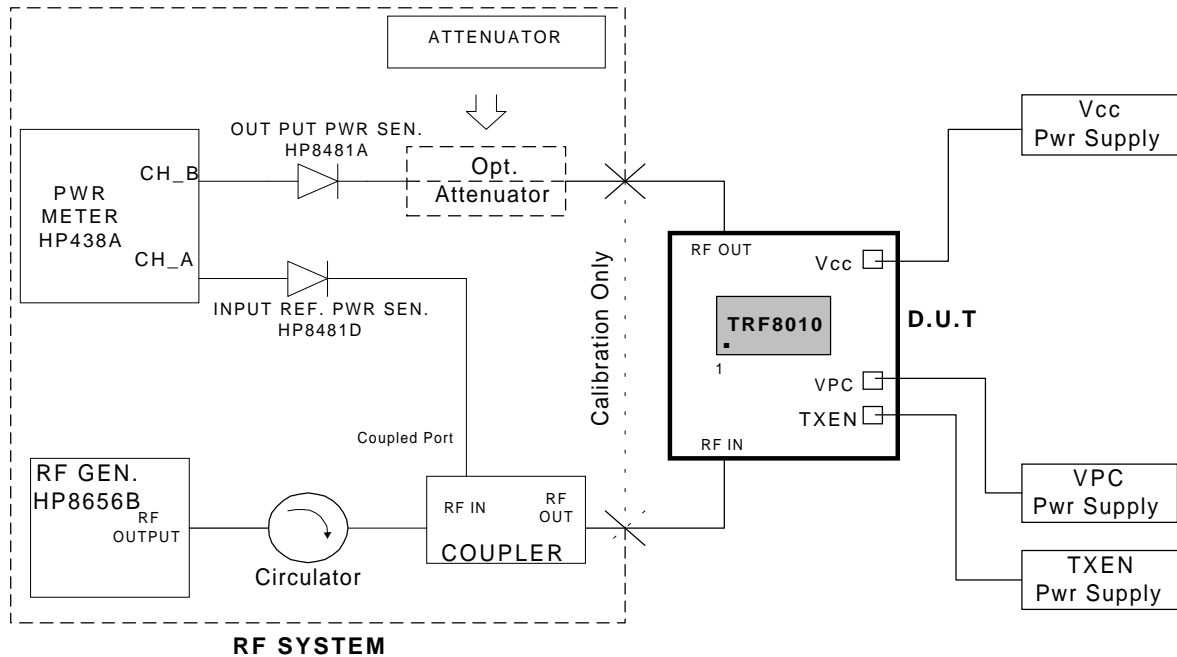 ATTENUATOR
OUT PUT PWR SEN.
HP8481A
Opt.
Attenuator
CH_B
PWR
METER
HP438A
CH_A
INPUT REF. PWR SEN.
HP8481D
Calibration Only
Coupled Port
RF GEN.
HP8656B
RF
OUTPUT
Circulator
RF IN
RF
OUT
COUPLER
RF SYSTEM
RF OUT
Vcc
TRF8010
1
VPC
TXEN
RF IN
D.U.T
Vcc
Pwr Supply
VPC
Pwr Supply
TXEN
Pwr Supply